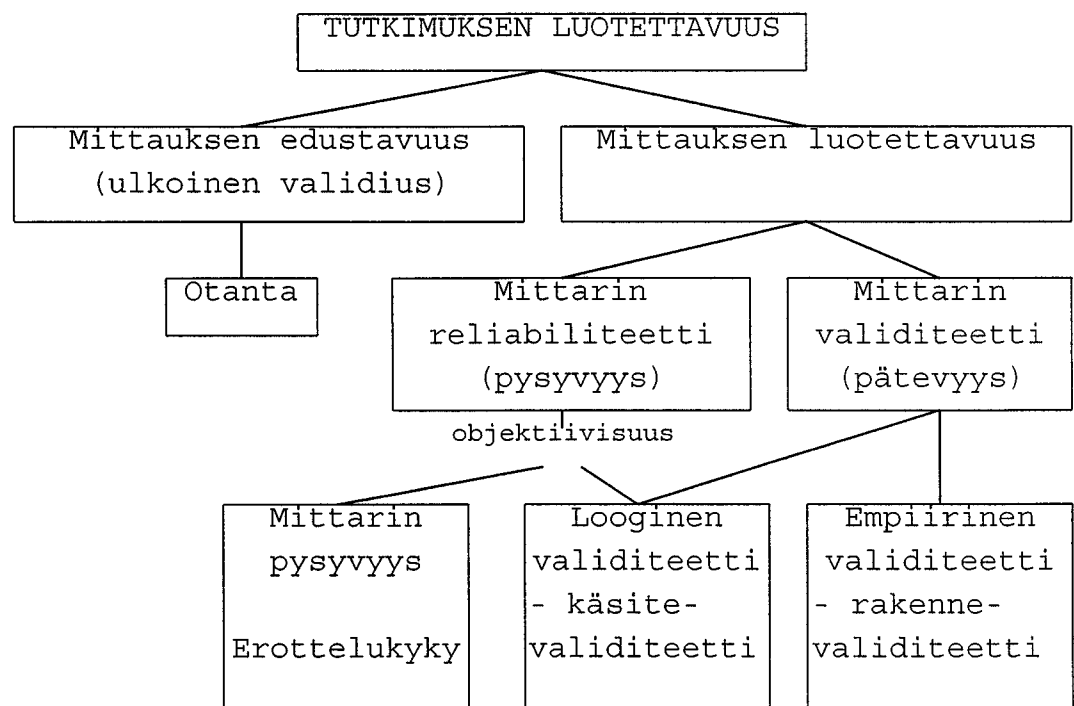 TUTKIMUKSEN LUOTETTAVUUS
Mittauksen edustavuus
(ulkoinen validius)
Mittauksen luotettavuus
Otanta
Mittarin
reliabiliteetti
(pysyvyys)
Mittarin
validiteetti
(pätevyys)
objektiivisuus
Mittarin
pysyvyys
Erottelukyky
Looginen
validiteetti
- käsite-
validiteetti
Empiirinen
validiteetti
- rakenne-
validiteetti